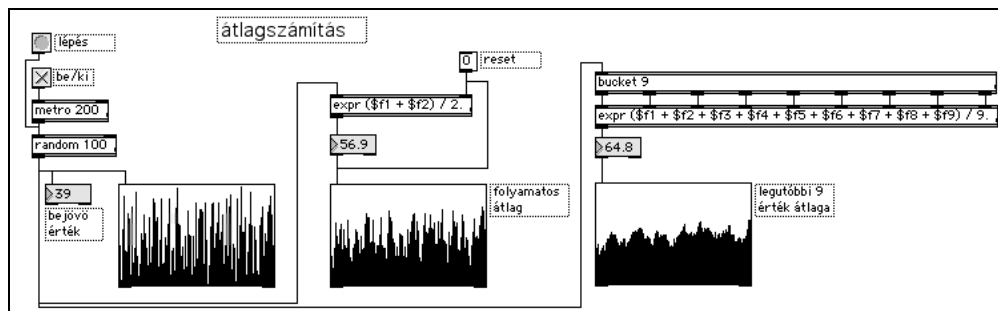 átlagszámítás
lépés
be/ki
metro 200
random 100
39
bejövö
érték
0
reset
expr ($f1 + $f2) / 2.
56.9
folyamatos
átlag
bucket 9
expr ($f1 + $f2 + $f3 + $f4 + $f5 + $f6 + $f7 + $f8 + $f9) / 9.
64.8
legutóbbi 9
érték átlaga